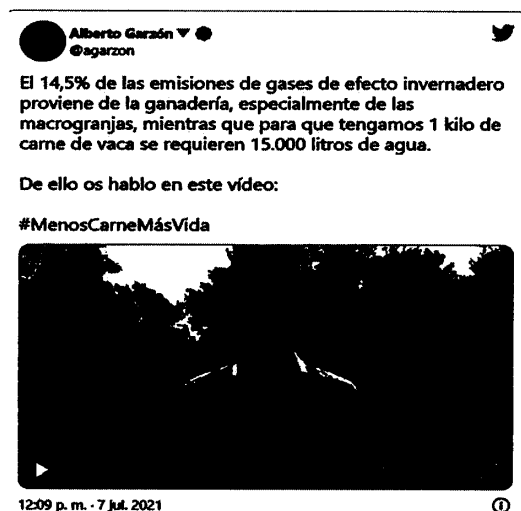 Alberto Garzón
@agarzon
El 14,5% de las emisiones de gases de efecto invernadero
proviene de la ganadería, especialmente de las
macrogranjas, mientras que para que tengamos 1 kilo de
carne de vaca se requieren 15.000 litros de agua.
De ello os hablo en este vídeo:
#MenosCarneMásVida
12:09 p. m. · 7 jul. 2021